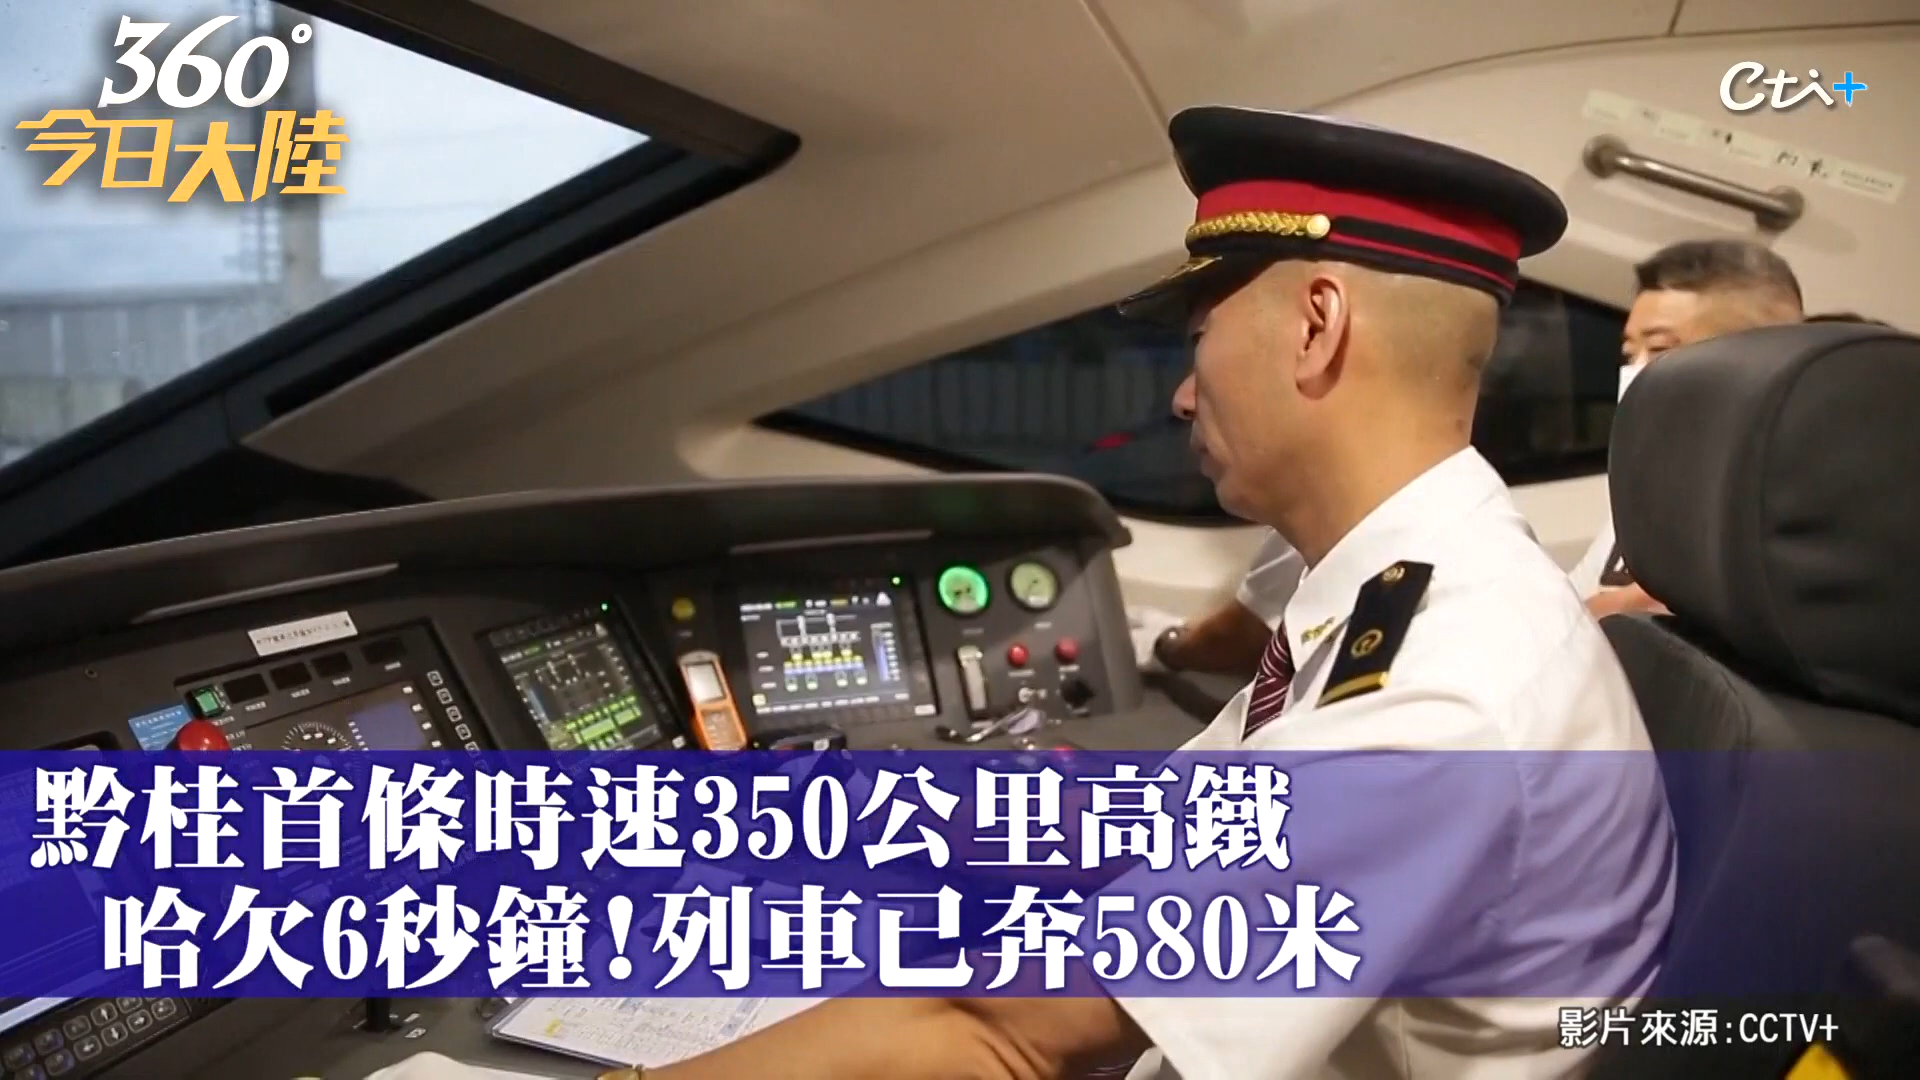 360°
今日大陸
Cti+
黔桂首條時速350公里高鐵
哈欠6秒鐘!列車已奔580米
影片來源:CCTV+